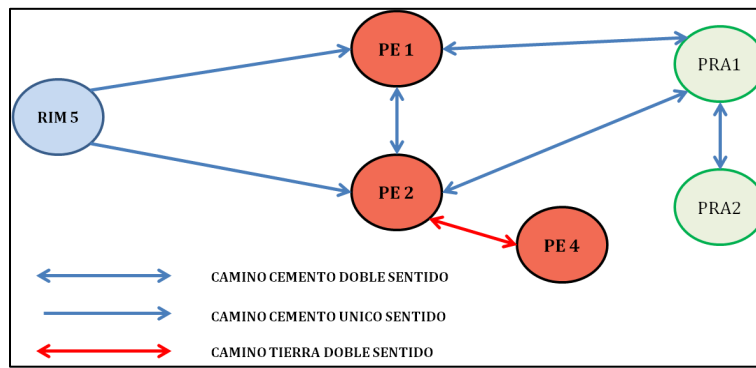 PE 1
PRA1
RIM 5
PE 2
PRA2
PE 4
CAMINO CEMENTO DOBLE SENTIDO
CAMINO CEMENTO UNICO SENTIDO
CAMINO TIERRA DOBLE SENTIDO